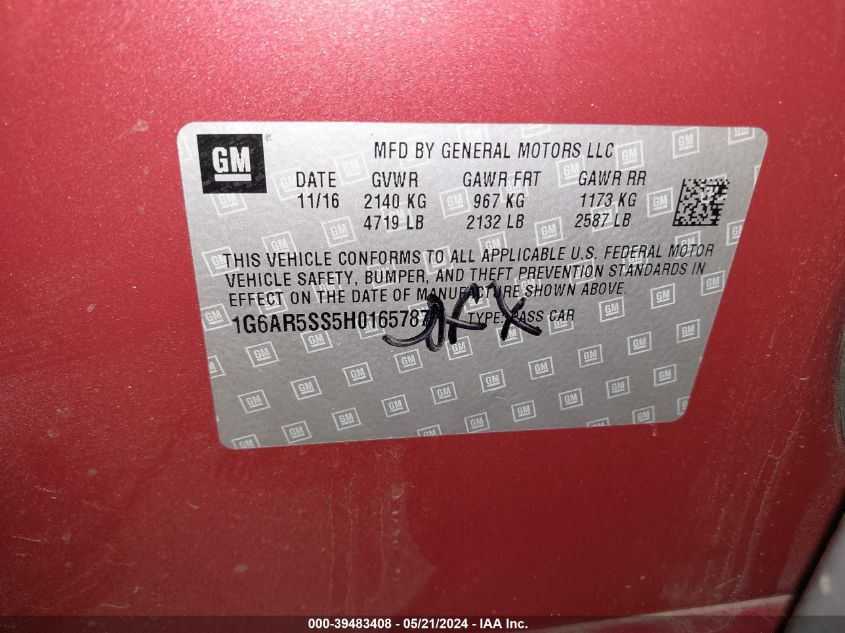 GM
MFD BY GENERAL MOTORS LLC
DATE GVWR GAWR FRT GAWR RR
11/16 2140 KG 967 KG 1173 KG
4719 LB 2132 LB 2587 LB
THIS VEHICLE CONFORMS TO ALL APPLICABLE U.S. FEDERAL MOTOR
VEHICLE SAFETY, BUMPER, AND THEFT PREVENTION STANDARDS IN
EFFECT ON THE DATE OF MANUFACTURE SHOWN ABOVE.
1G6AR5SS5H0165787 TYPE: PASS CAR
000-39483408 - 05/21/2024 - IAA Inc.